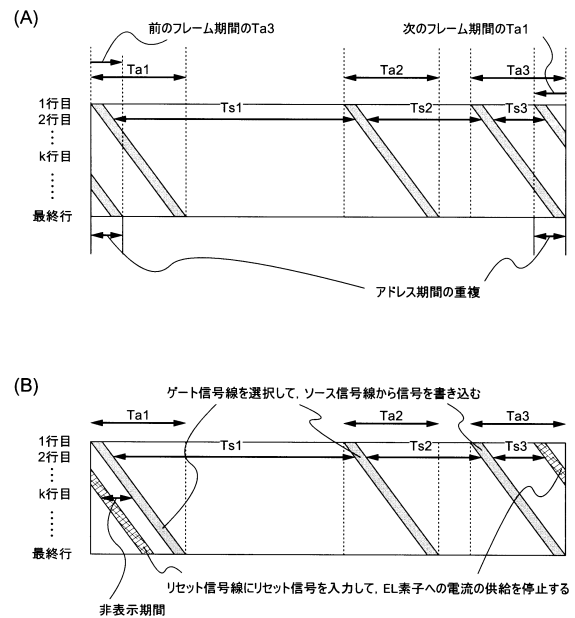 (A)
前のフレーム期間のTa3
次のフレーム期間のTa1
Ta1
Ta2
Ta3
1行目
2行目
k行目
最終行
Ts1
Ts2
Ts3
アドレス期間の重複
(B)
ゲート信号線を選択して，ソース信号線から信号を書き込む
Ta1
Ta2
Ta3
1行目
2行目
k行目
最終行
Ts1
Ts2
Ts3
リセット信号線にリセット信号を入力して，EL素子への電流の供給を停止する
非表示期間